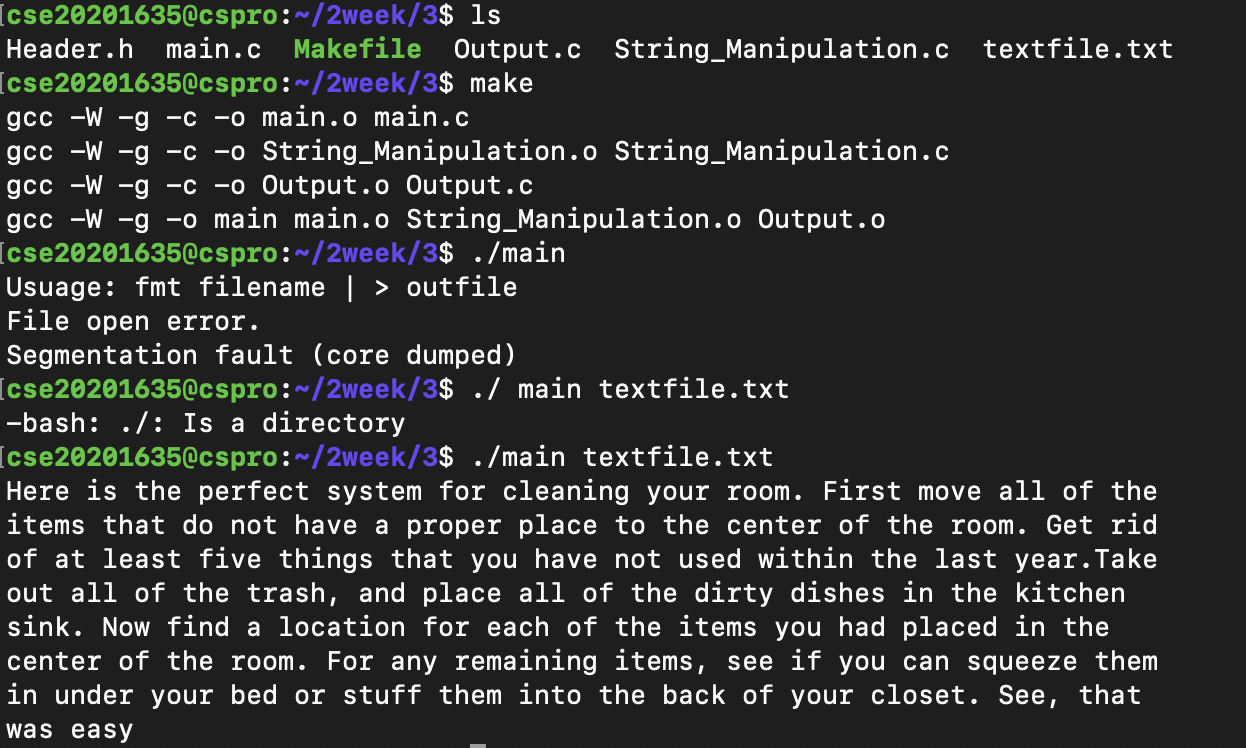 [cse20201635@cspro:~/2week/3$ ls
Header.h  main.c  Makefile  Output.c  String_Manipulation.c  textfile.txt
[cse20201635@cspro:~/2week/3$ make
gcc -W -g -c -o main.o main.c
gcc -W -g -c -o String_Manipulation.o String_Manipulation.c
gcc -W -g -c -o Output.o Output.c
gcc -W -g -o main main.o String_Manipulation.o Output.o
[cse20201635@cspro:~/2week/3$ ./main
Usuage: fmt filename | > outfile
File open error.
Segmentation fault (core dumped)
[cse20201635@cspro:~/2week/3$ ./ main textfile.txt
-bash: ./: Is a directory
[cse20201635@cspro:~/2week/3$ ./main textfile.txt
Here is the perfect system for cleaning your room. First move all of the
items that do not have a proper place to the center of the room. Get rid
of at least five things that you have not used within the last year.Take
out all of the trash, and place all of the dirty dishes in the kitchen
sink. Now find a location for each of the items you had placed in the
center of the room. For any remaining items, see if you can squeeze them
in under your bed or stuff them into the back of your closet. See, that
was easy